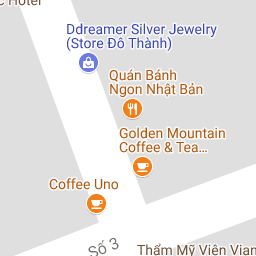 Hotel
Ddreamer Silver Jewelry
(Store Đô Thành)
Quán Bánh
Ngon Nhật Bản
Golden Mountain
Coffee & Tea...
Coffee Uno
Số 3
Thẩm Mỹ Viện